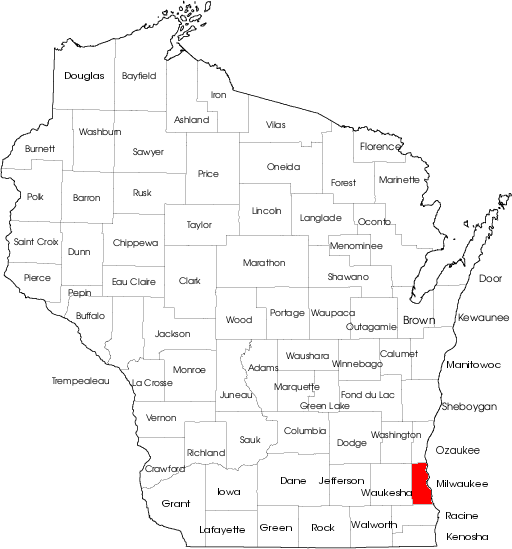 Douglas
Bayfield
Iron
Ashland
Vilas
Washburn
Burnett
Sawyer
Florence
Price
Oneida
Forest
Marinette
Polk
Barron
Rusk
Lincoln
Langlade
Oconto
Taylor
Saint Croix
Dunn
Chippewa
Menominee
Marathon
Shawano
Pierce
Eau Claire
Clark
Door
Pepin
Buffalo
Wood
Portage
Waupaca
Outagamie
Brown
Kewaunee
Jackson
Waushara
Winnebago
Calumet
Manitowoc
Trempealeau
La Crosse
Monroe
Adams
Juneau
Marquette
Green Lake
Fond du Lac
Sheboygan
Vernon
Columbia
Washington
Dodge
Sauk
Richland
Ozaukee
Crawford
Dane
Jefferson
Milwaukee
Iowa
Waukesha
Grant
Racine
Lafayette
Green
Rock
Walworth
Kenosha